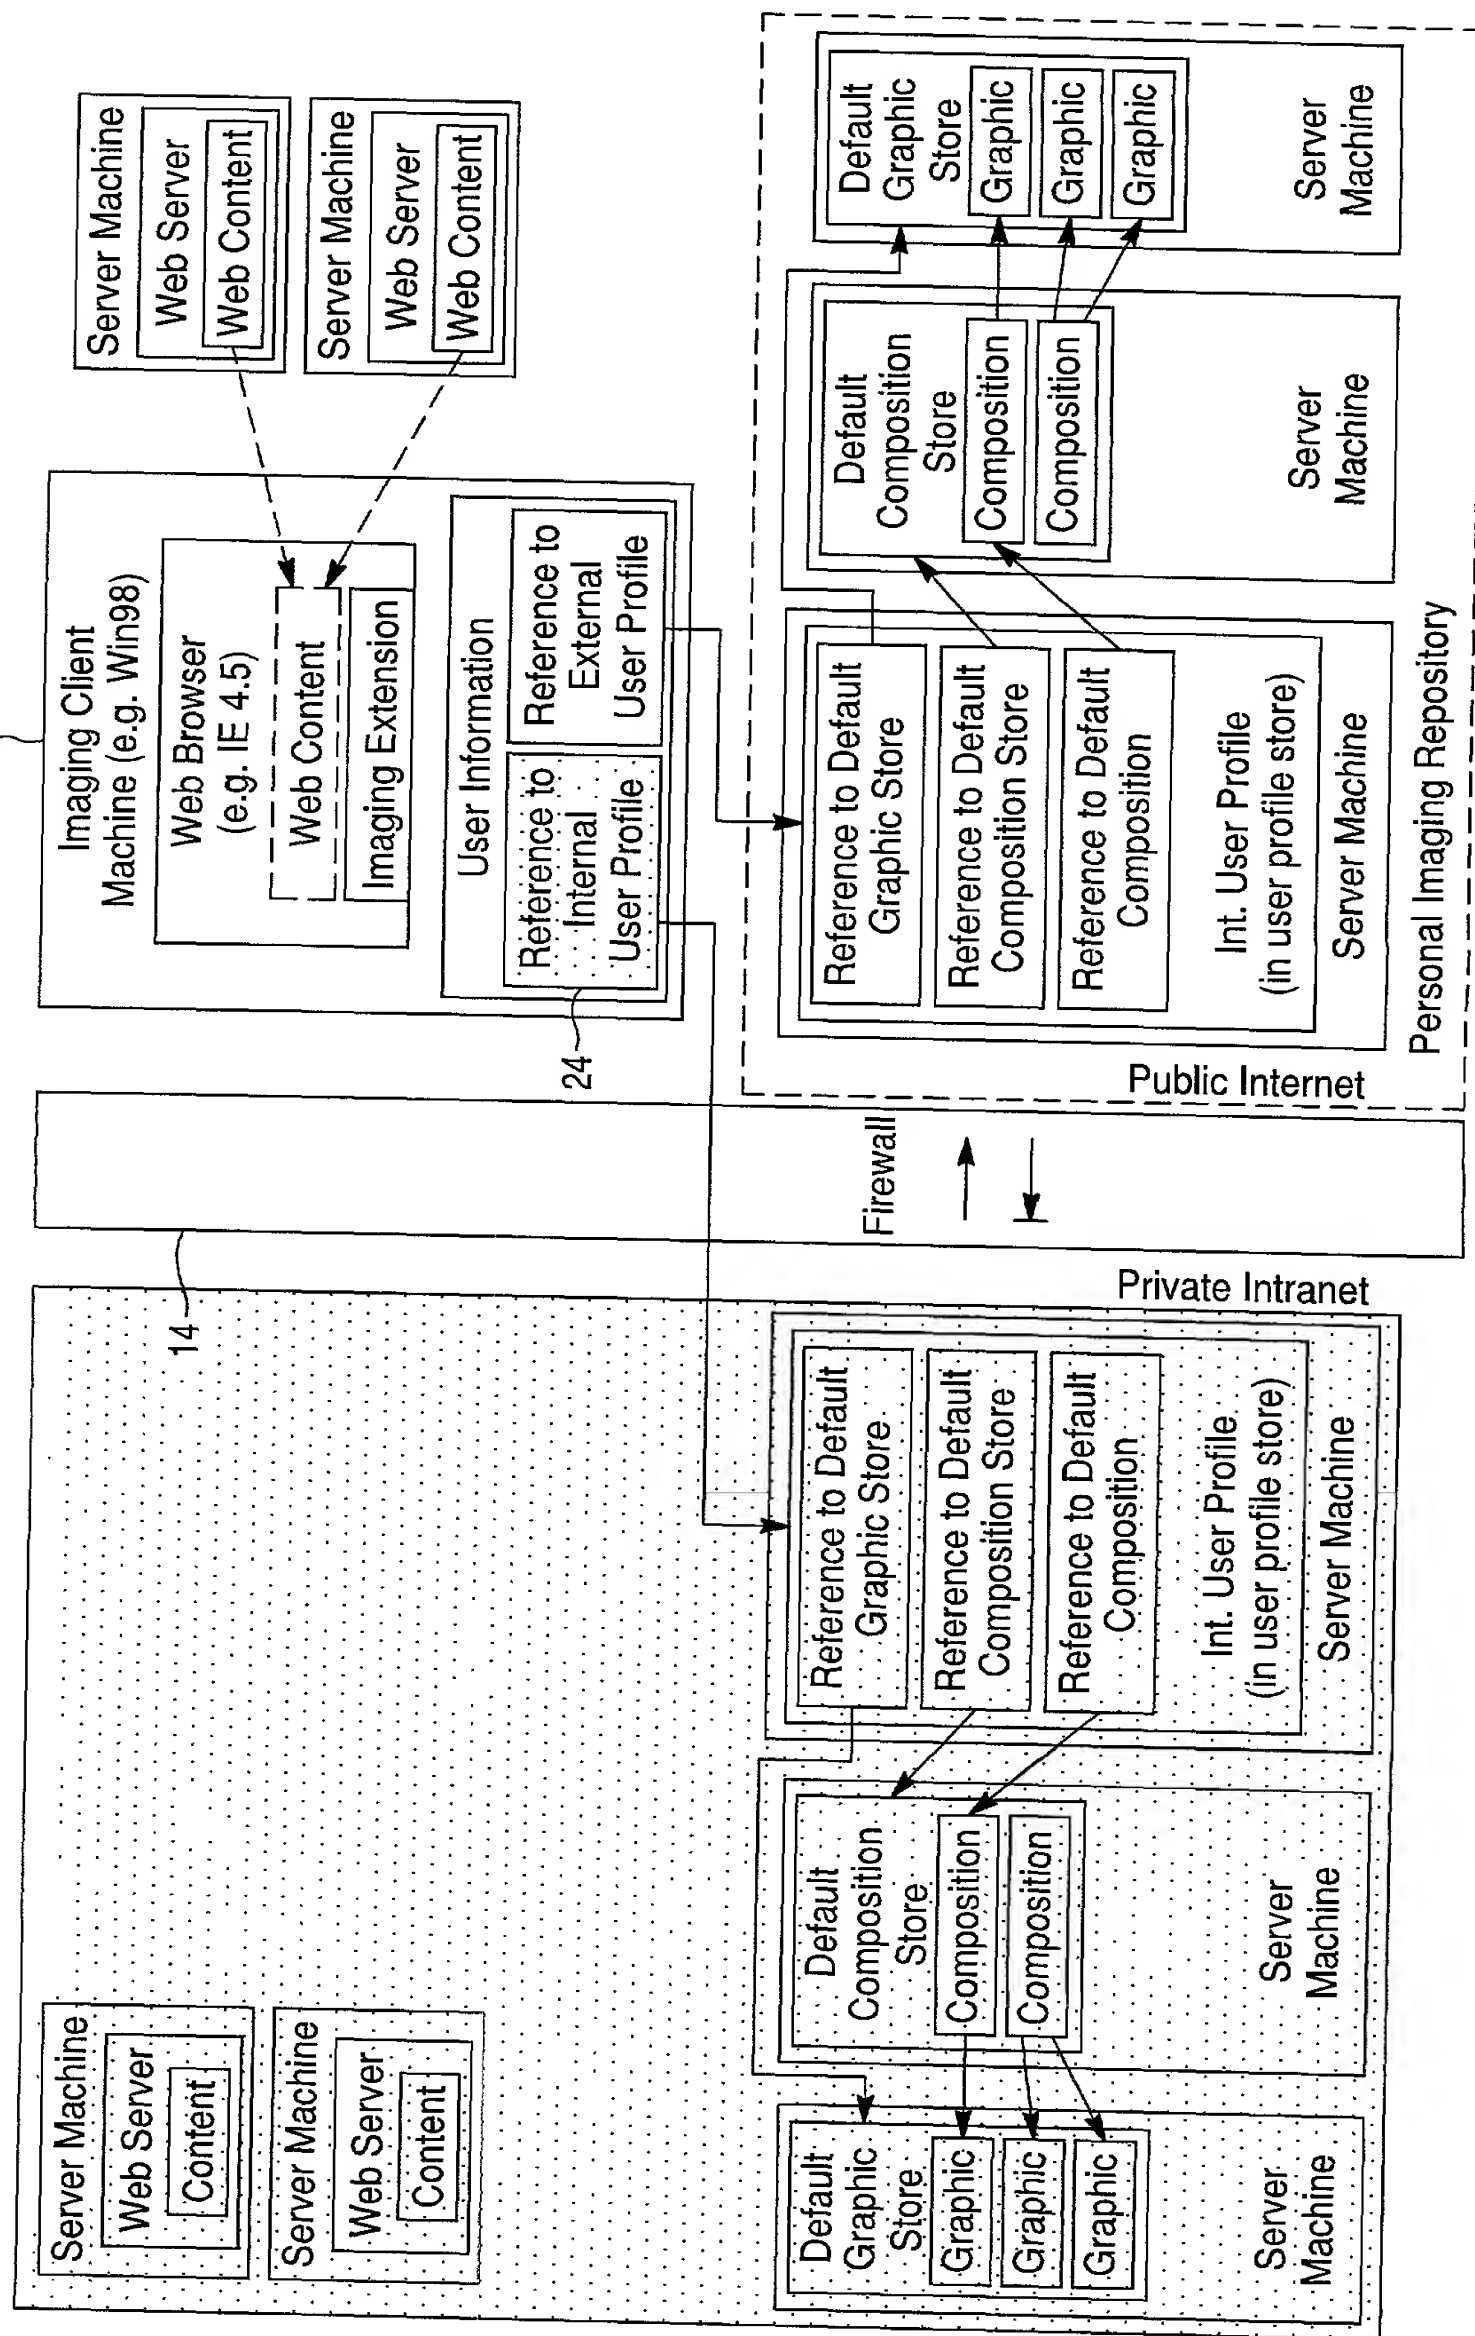 Server Machine
Web Server
Content
Server Machine
Web Server
Content
14
Imaging Client
Machine (e.g. Win98)
Web Browser
(e.g. IE 4.5)
Web Content
Imaging Extension
User Information
Reference to
Internal
User Profile
Reference to
External
User Profile
24
Server Machine
Web Server
Web Content
Server Machine
Web Server
Web Content
Default
Graphic
Store
Graphic
Graphic
Graphic
Server
Machine
Default
Composition
Store
Composition
Composition
Server
Machine
Reference to Default
Graphic Store
Reference to Default
Composition Store
Reference to Default
Composition
Int. User Profile
(in user profile store)
Server Machine
Private Intranet
Firewall
Public Internet
Reference to Default
Graphic Store
Reference to Default
Composition Store
Reference to Default
Composition
Int. User Profile
(in user profile store)
Server Machine
Default
Composition
Store
Composition
Composition
Server
Machine
Default
Graphic
Store
Graphic
Graphic
Graphic
Server
Machine
Personal Imaging Repository